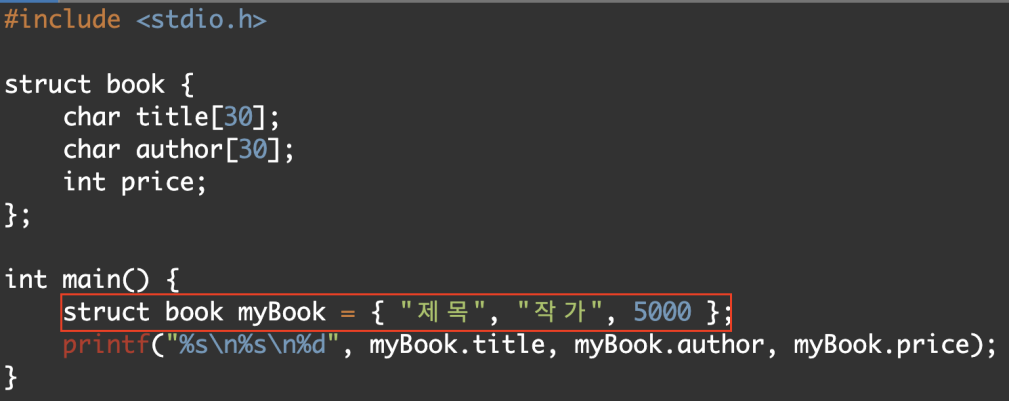 #include <stdio.h>
struct book {
    char title[30];
    char author[30];
    int price;
};
int main() {
    struct book myBook = { "제목", "작가", 5000 };
    printf("%s\n%s\n%d", myBook.title, myBook.author, myBook.price);
}